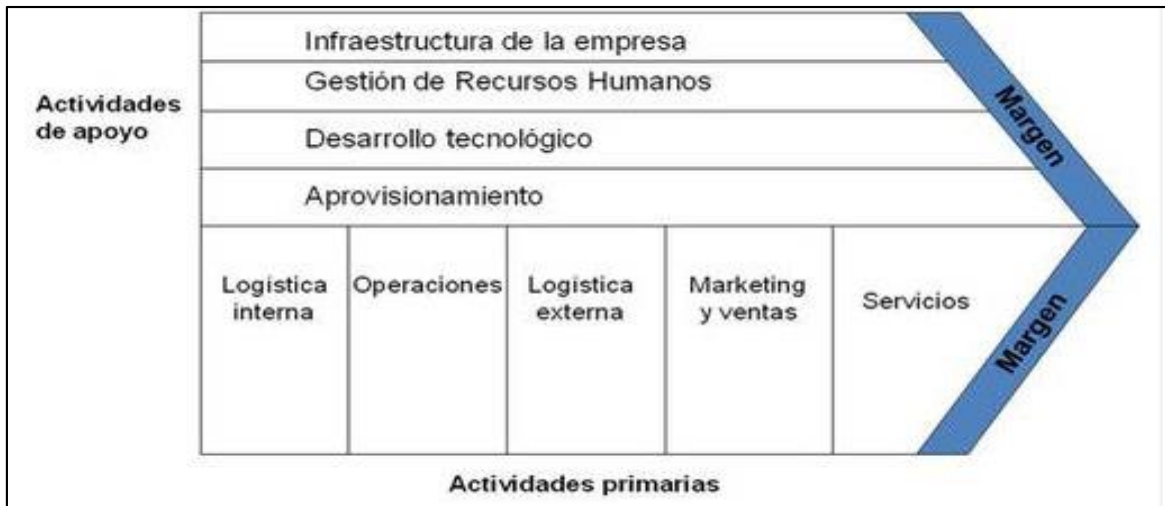 Infraestructura de la empresa
Gestión de Recursos Humanos
Actividades
de apoyo
Desarrollo tecnológico
Aprovisionamiento
Margen
Logística
interna
Operaciones
Logística
externa
Marketing
y ventas
Servicios
Margen
Actividades primarias